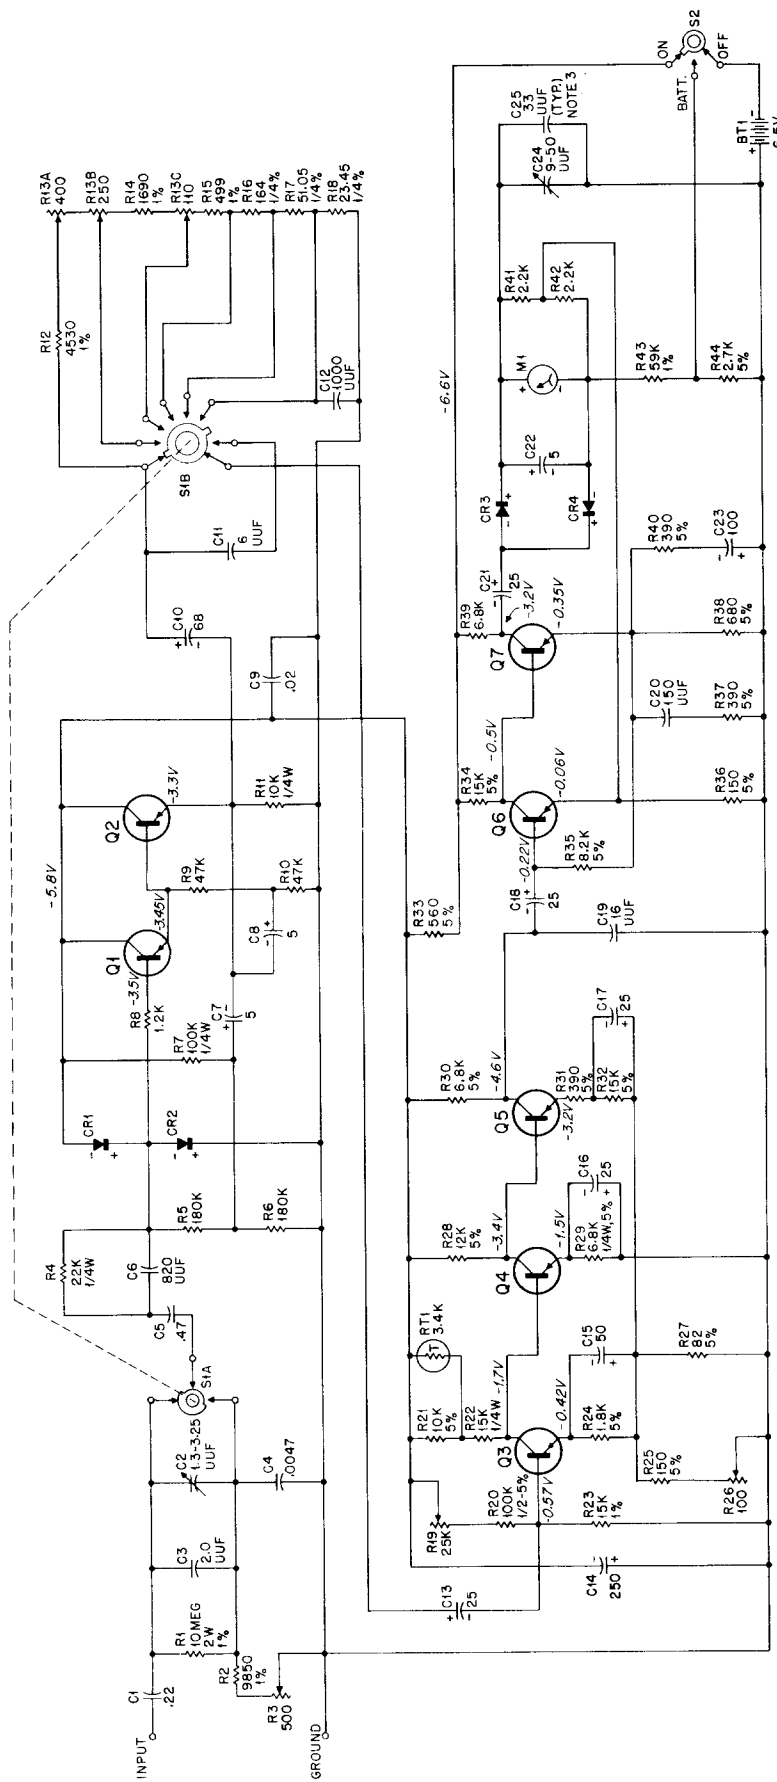 INPUT
C1
.22
R1
10MEG
2W
1%
C3
2.0
UUF
C2
1.3-3.25
UUF
R2
9850
1%
R3
500
C4
.0047
GROUND
S1A
C5
.47
R4
22K
1/4W
C6
820
UUF
R5
180K
R6
180K
CR1
-
+
CR2
-
+
R7
100K
1/4W
R8
1.2K
-3.5V
Q1
-3.45V
-5.8V
C7
+ -
5
C8
- +
5
R9
47K
R10
47K
Q2
-3.3V
R11
10K
1/4W
C9
.02
C10
+ -
68
C11
6
UUF
S1B
R12
4530
1%
C12
1000
UUF
R13A
400
R13B
250
R14
1690
1%
R13C
110
R15
499
1%
R16
164
1/4%
R17
51.05
1/4%
R18
23.45
1/4%
C13
+ -
25
C14
+
250
R19
25K
R20
100K
1/2-5%
-0.57V
R21
10K
5%
RT1
T
3.4K
R22
15K
1/4W
-1.7V
Q3
-0.42V
R23
15K
1%
R24
1.8K
5%
C15
- +
50
R25
150
5%
R26
100
R27
82
5%
R28
12K
5%
-3.4V
Q4
-1.5V
R29
6.8K
1/4W,5%
C16
- +
25
R30
6.8K
5%
-4.6V
Q5
-3.2V
R31
390
5%
R32
15K
5%
C17
- +
25
R33
560
5%
C18
- +
25
C19
16
UUF
-0.22V
R34
15K
5%
-0.5V
Q6
-0.06V
R35
8.2K
5%
R36
150
5%
C20
150
UUF
R37
390
5%
R39
6.8K
-3.2V
Q7
-0.35V
R38
680
5%
C21
- +
25
R40
390
5%
C23
- +
100
-6.6V
CR3
- +
CR4
+ -
C22
+ -
5
M1
+ -
R41
2.2K
R42
2.2K
R43
59K
1%
R44
2.7K
5%
C24
9-50
UUF
C25
33
UUF
(TYP.)
NOTE 3
ON
S2
OFF
BATT.
BT1
+ -
6.5V